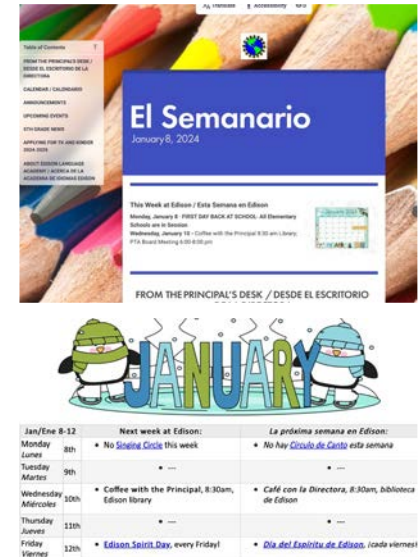 Translate
Accessibility
Table of Contents
FROM THE PRINCIPAL'S DESK /
DESDE EL ESCRITORIO DE LA
DIRECTORA
CALENDAR / CALENDARIO
ANNOUNCEMENTS
UPCOMING EVENTS
5TH GRADE NEWS
APPLYING FOR TK AND KINDER
2024-2025
ABOUT EDISON LANGUAGE
ACADEMY | ACERCA DE LA
ACADEMIA DE IDIOMAS EDISON
El Semanario
January 8, 2024
This Week at Edison / Esta Semana en Edison
Monday, January 8 - FIRST DAY BACK AT SCHOOL- All Elementary
Schools are in Session
Wednesday, January 10 - Coffee with the Principal 8:30 am Library;
PTA Board Meeting 6:00-8:00 pm
FROM THE PRINCIPAL'S DESK / DESDE EL ESCRITORIO
JANUARY
Jan/Ene 8-12 Next week at Edison: La próxima semana en Edison:
Monday Lunes 8th • No Singing Circle this week • No hay Círculo de Canto esta semana
Tuesday Martes 9th • --- • ---
Wednesday Miércoles 10th • Coffee with the Principal, 8:30am, Edison library • Café con la Directora, 8:30am, biblioteca de Edison
Thursday Jueves 11th • --- • ---
Friday Viernes 12th • Edison Spirit Day, every Friday! • Día del Espíritu de Edison, ¡cada viernes!